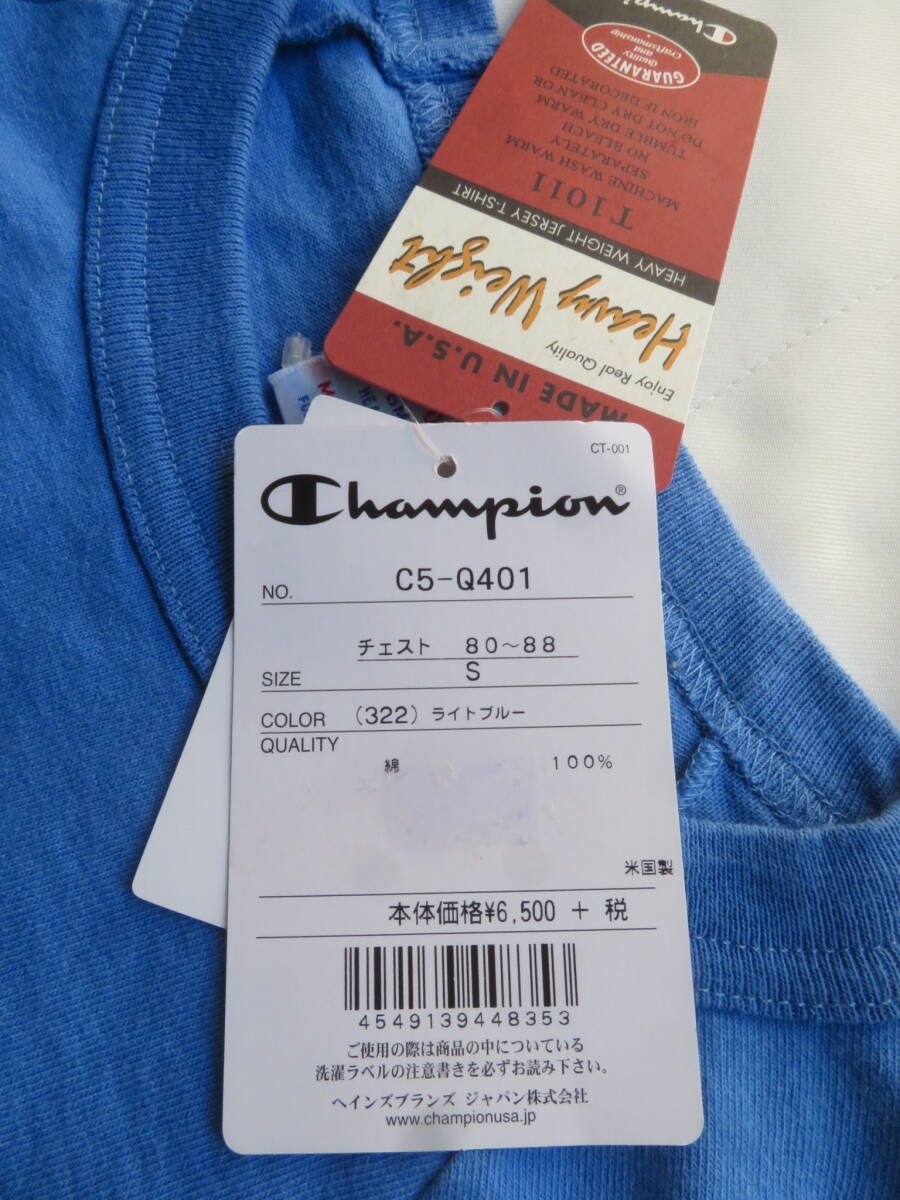 Champion
GUARANTEED
Quality
and
Craftsmanship
MACHINE WASH WARM
SEPARATELY
NO BLEACH
TUMBLE DRY WARM
DO NOT DRY CLEAN OR
IRON IF DECORATED
T1011
HEAVY WEIGHT JERSEY T-SHIRT
Heavy Weight
Enjoy Real Quality
MADE IN U.S.A.
CT-001
Champion®
NO. C5-Q401
チェスト 80～88
SIZE S
COLOR (322) ライトブルー
QUALITY
綿 100%
米国製
本体価格¥6,500 + 税
4549139448353
ご使用の際は商品の中についている
洗濯ラベルの注意書きを必ずお読み下さい。
ヘインズブランズ ジャパン株式会社
www.championusa.jp